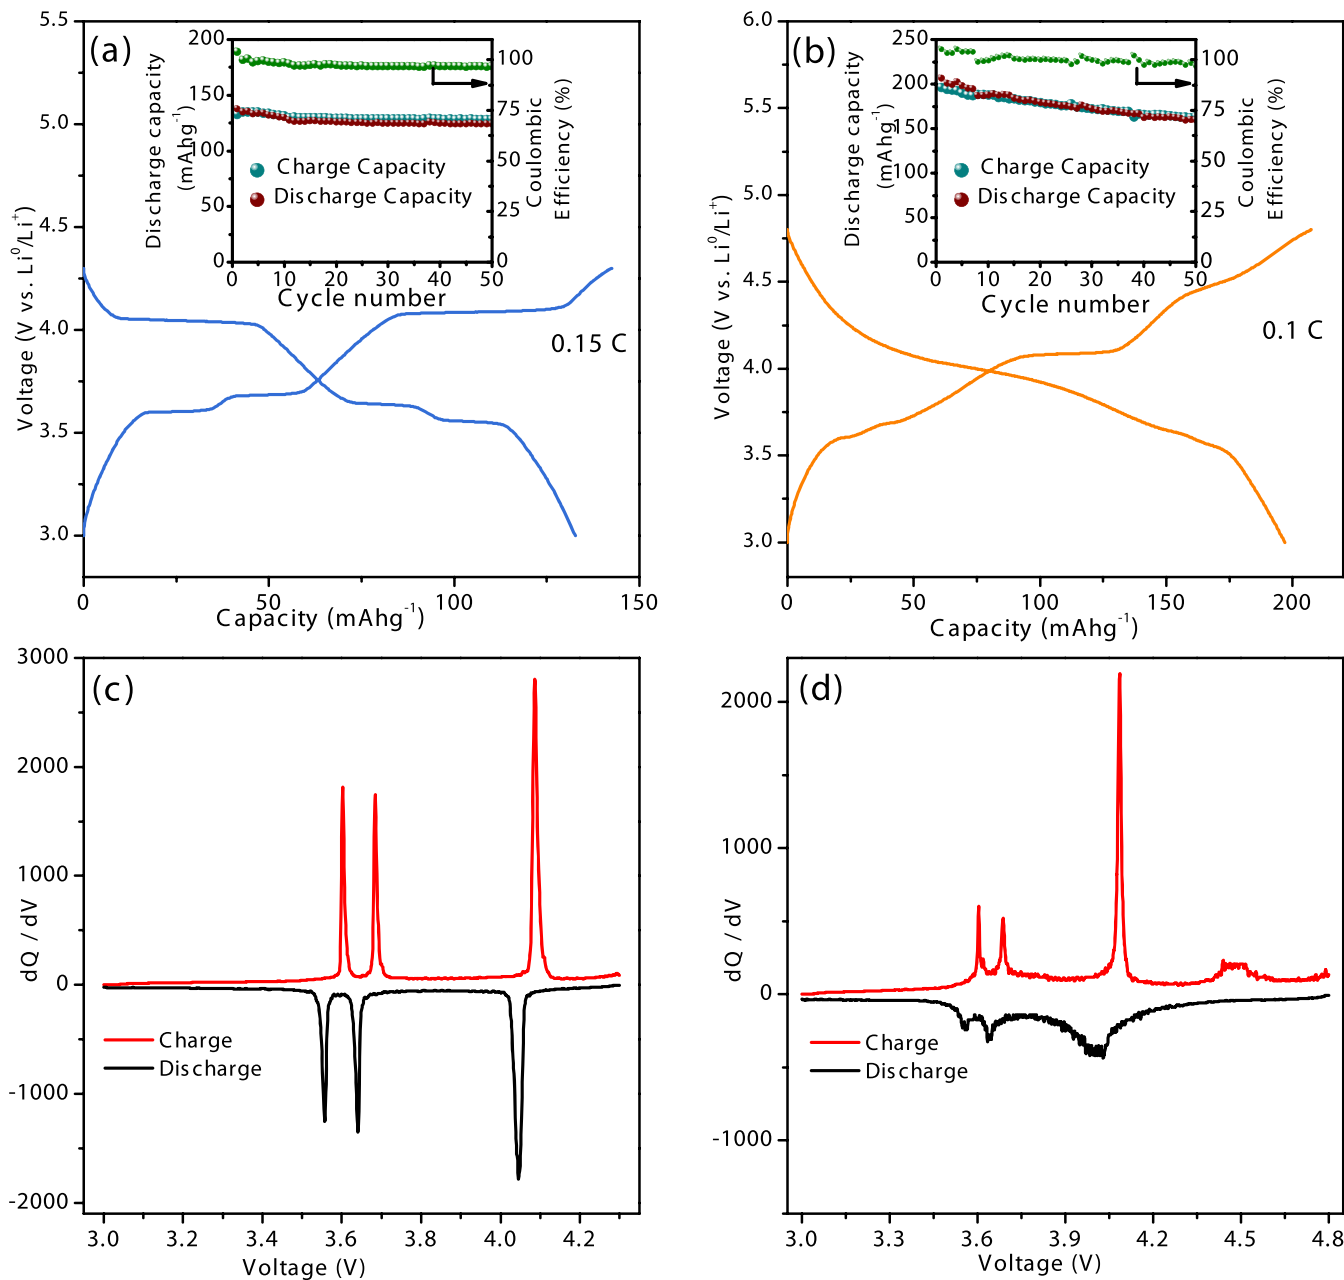 (a)
5.5
5.0
4.5
4.0
3.5
3.0
Voltage (V vs. Li⁰/Li⁺)
0
50
100
150
Capacity (mAhg⁻¹)
0.15 C
200
150
100
50
0
Discharge capacity
(mAhg⁻¹)
100
75
50
25
0
Coulombic
Efficiency (%)
Charge Capacity
Discharge Capacity
0
10
20
30
40
50
Cycle number
(b)
6.0
5.5
5.0
4.5
4.0
3.5
3.0
Voltage (V vs. Li⁰/Li⁺)
0
50
100
150
200
Capacity (mAhg⁻¹)
0.1 C
250
200
150
100
50
0
Discharge capacity
(mAhg⁻¹)
100
75
50
25
0
Coulombic
Efficiency (%)
Charge Capacity
Discharge Capacity
0
10
20
30
40
50
Cycle number
(c)
3000
2000
1000
0
-1000
-2000
dQ / dV
Charge
Discharge
3.0
3.2
3.4
3.6
3.8
4.0
4.2
Voltage (V)
(d)
2000
1000
0
-1000
dQ / dV
Charge
Discharge
3.0
3.3
3.6
3.9
4.2
4.5
4.8
Voltage (V)